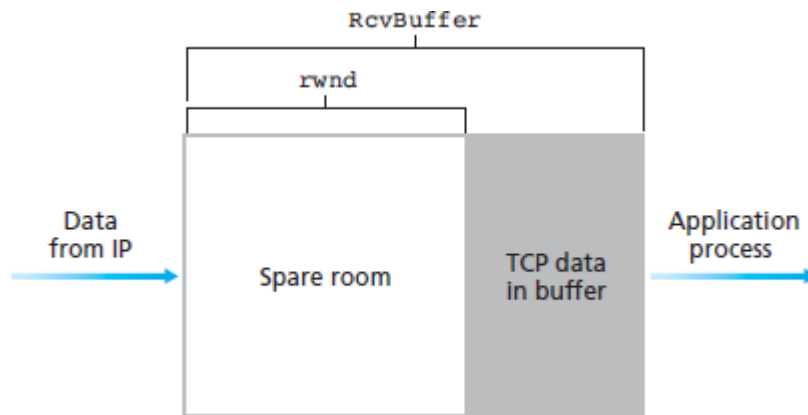 RcvBuffer
rwnd
Data
from IP
Spare room
TCP data
in buffer
Application
process